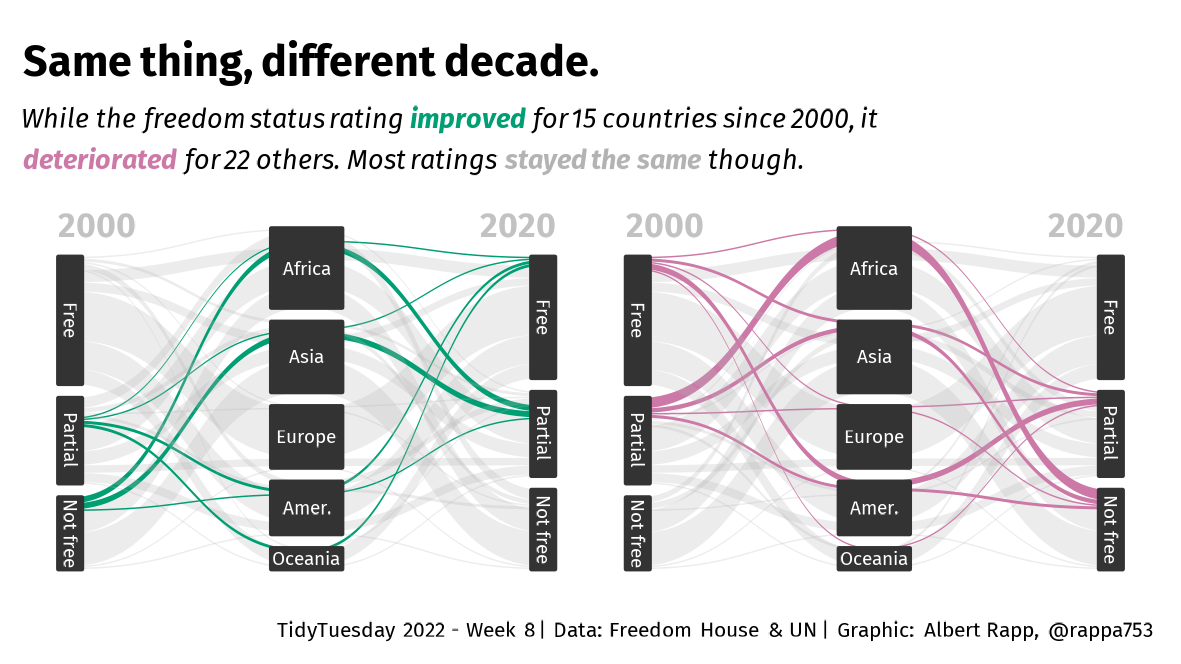 Same thing, different decade.
While the freedom status rating improved for 15 countries since 2000, it
deteriorated for 22 others. Most ratings stayed the same though.
2000
2020
Free
Partial
Not free
Africa
Asia
Europe
Amer.
Oceania
Free
Partial
Not free
2000
2020
Free
Partial
Not free
Africa
Asia
Europe
Amer.
Oceania
Free
Partial
Not free
TidyTuesday 2022 - Week 8| Data: Freedom House & UN| Graphic: Albert Rapp, @rappa753